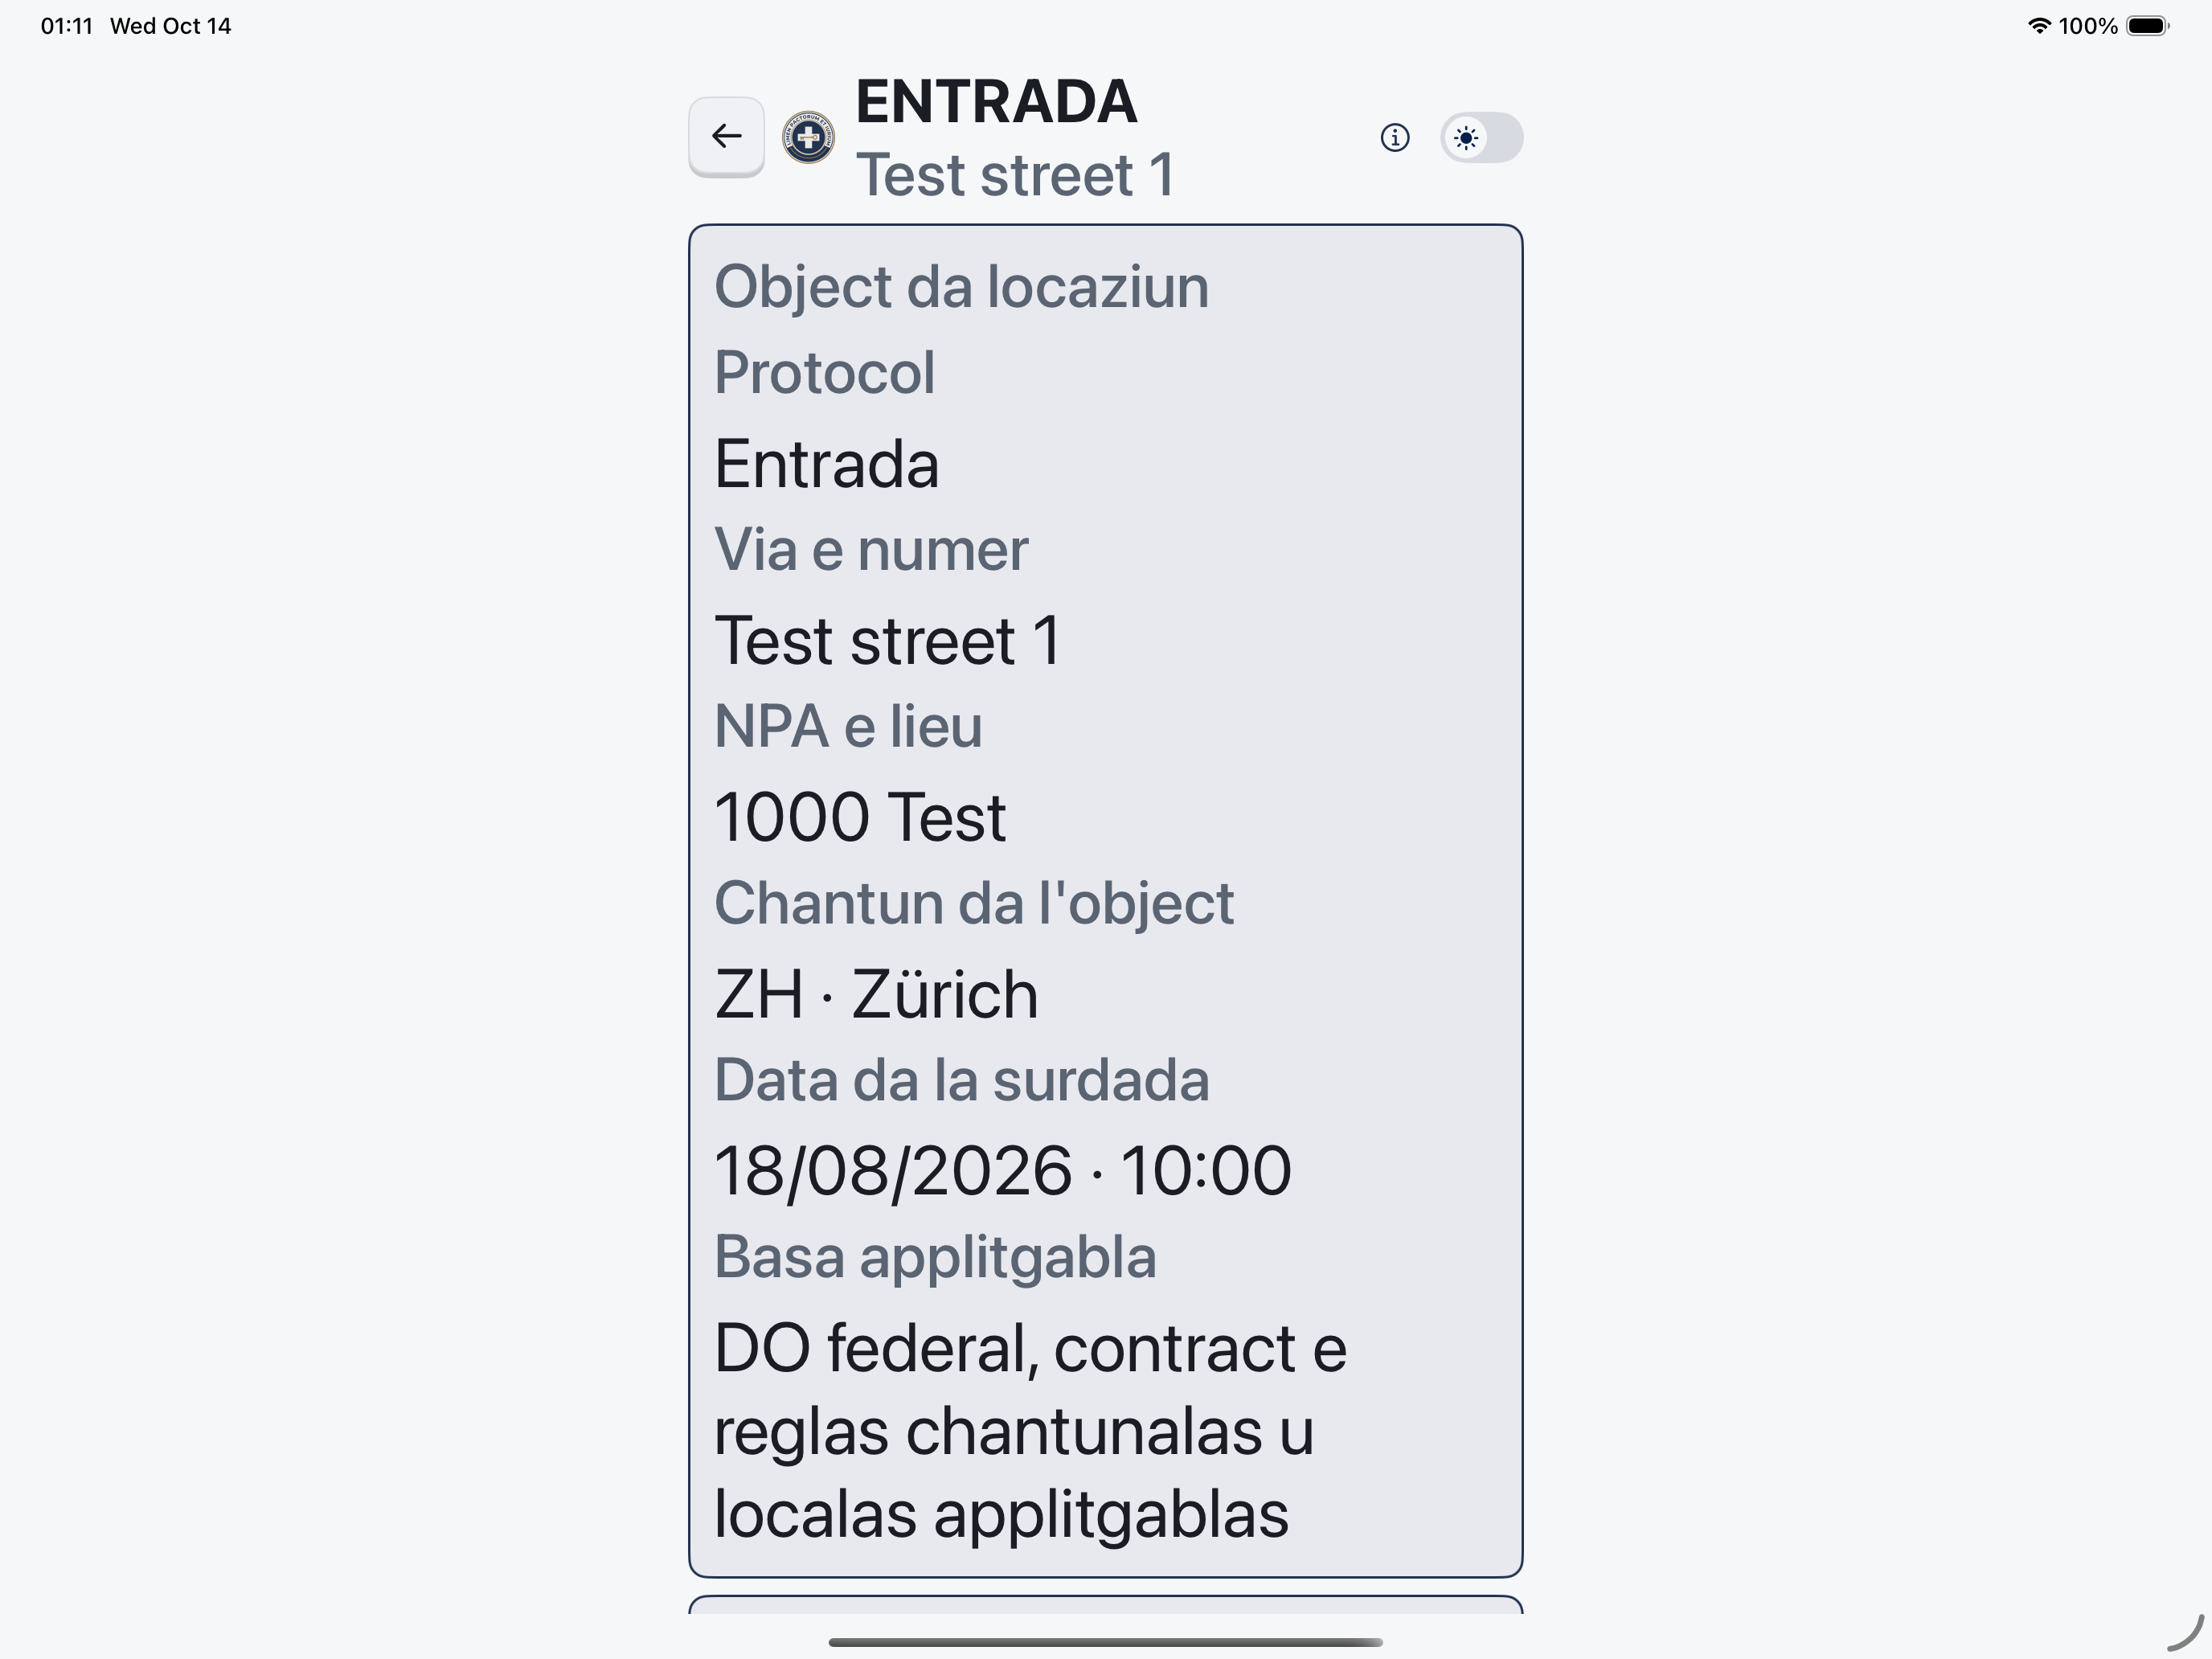 01:11 Wed Oct 14
100%
ENTRADA
Test street 1
Object da locaziun
Protocol
Entrada
Via e numer
Test street 1
NPA e lieu
1000 Test
Chantun da l'object
ZH · Zürich
Data da la surdada
18/08/2026 · 10:00
Basa applitgabla
DO federal, contract e
reglas chantunalas u
localas applitgablas